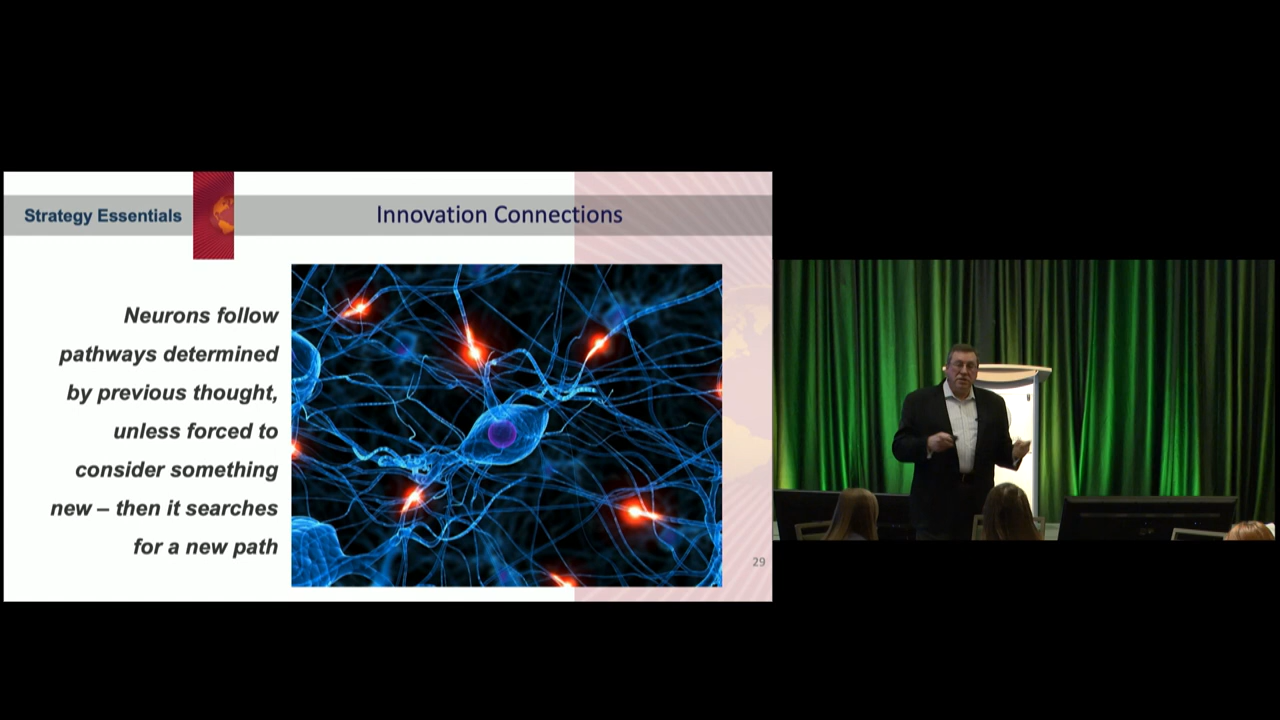 Strategy Essentials
Innovation Connections
Neurons follow
pathways determined
by previous thought,
unless forced to
consider something
new – then it searches
for a new path
29